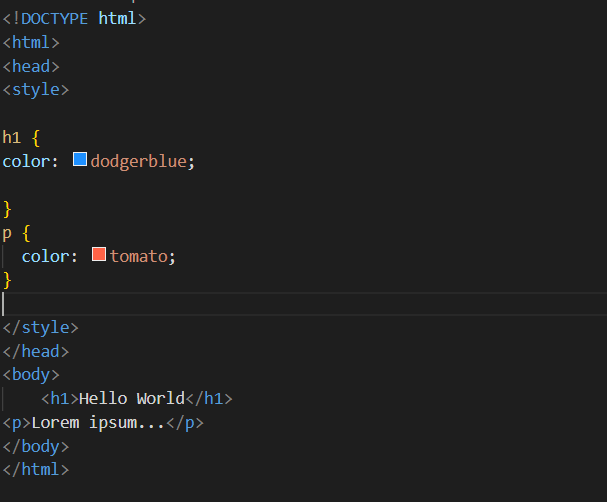 <!DOCTYPE html>
<html>
<head>
<style>
h1 {
color: dodgerblue;
}
p {
color: tomato;
}
</style>
</head>
<body>
<h1>Hello World</h1>
<p>Lorem ipsum...</p>
</body>
</html>